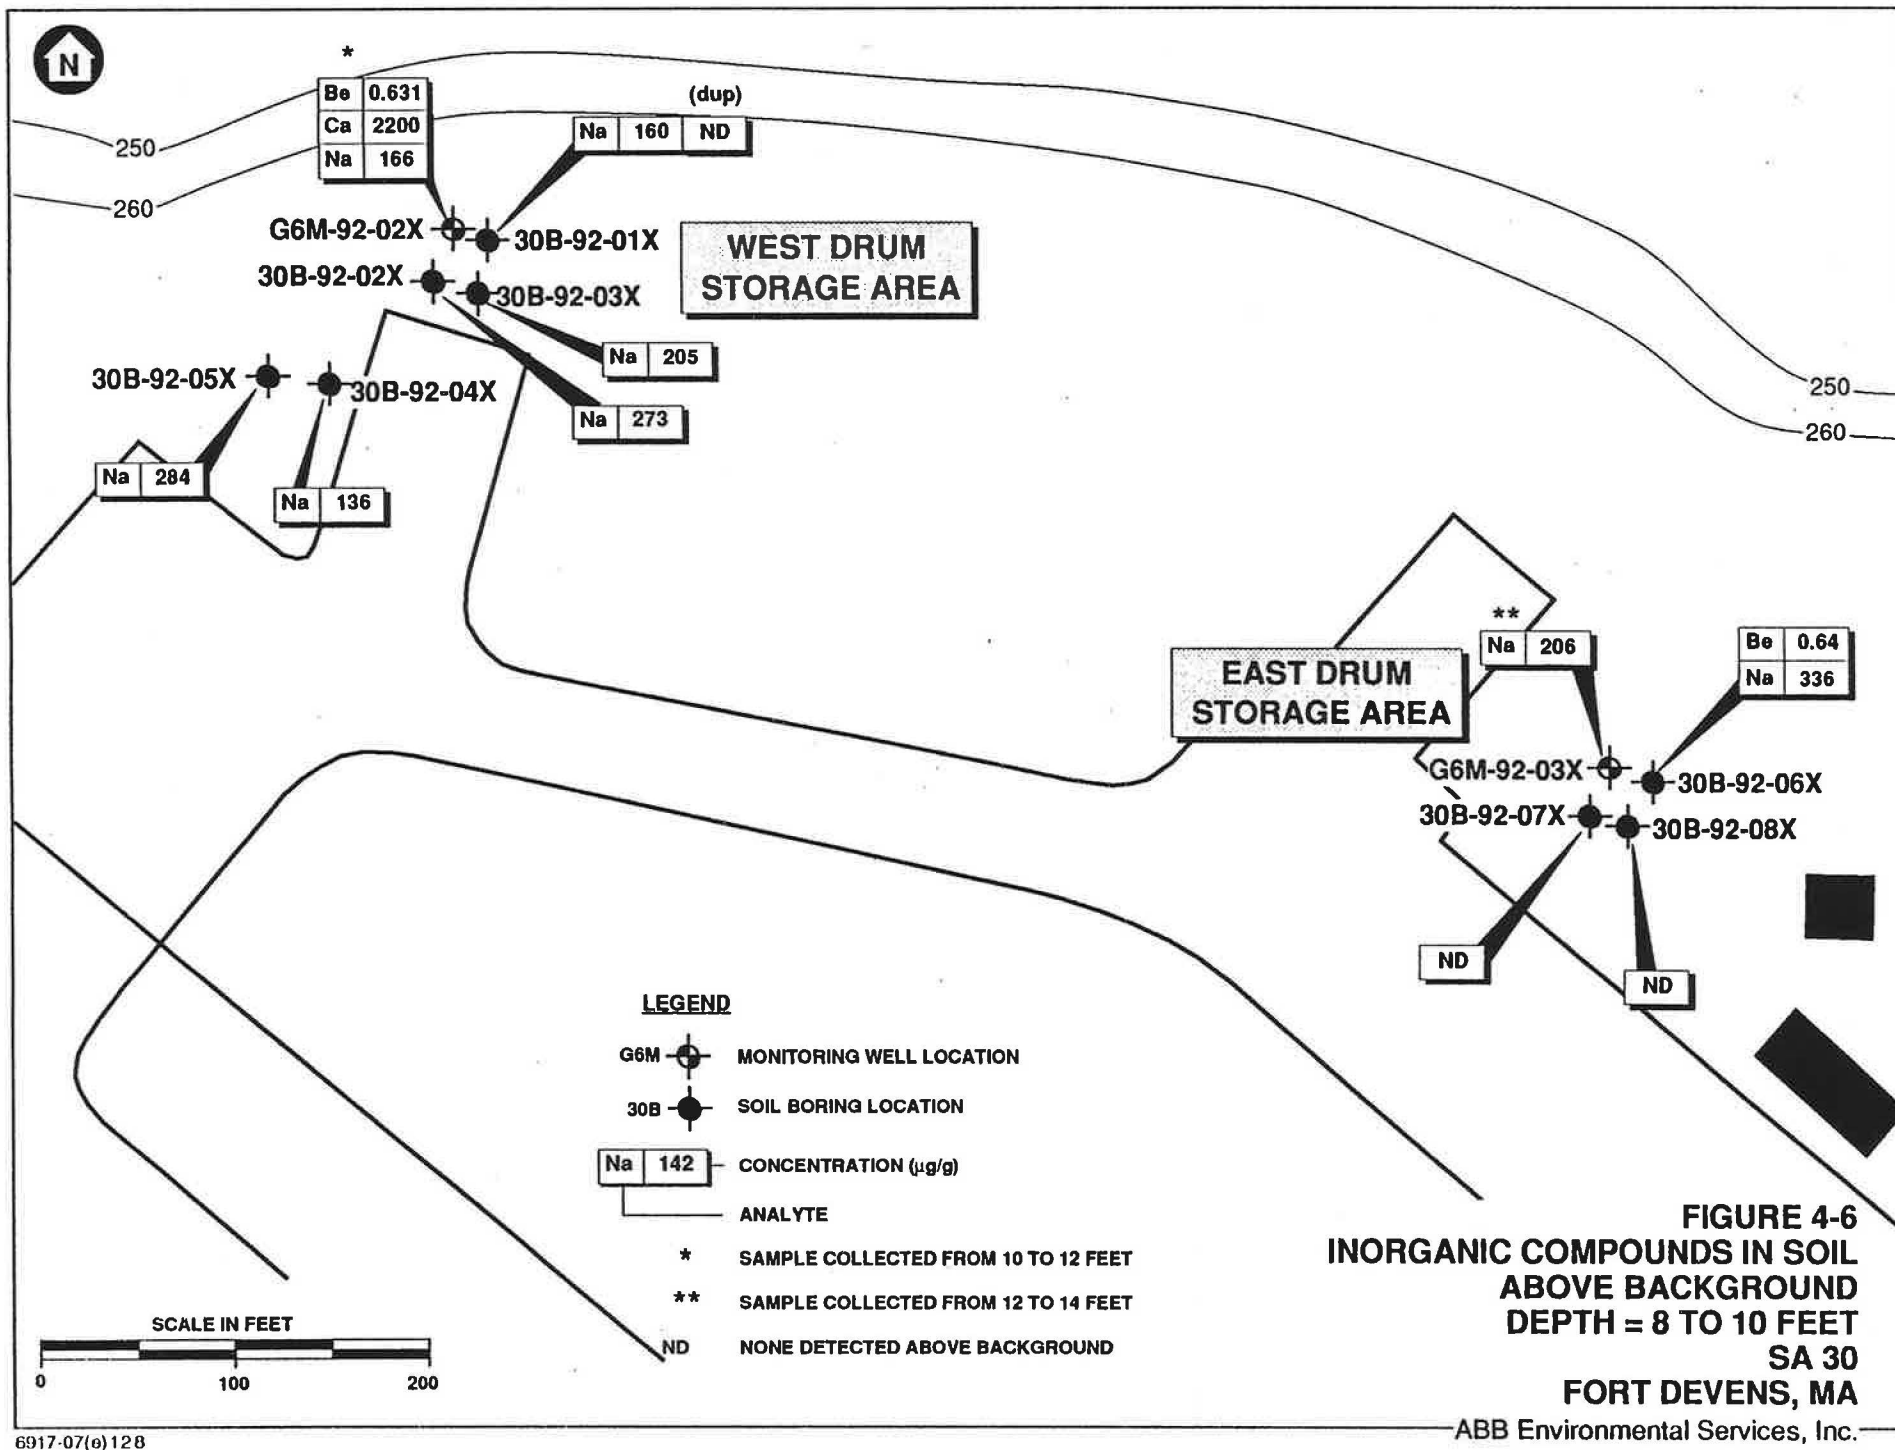 N
*
Be 0.631
Ca 2200
Na 166
(dup)
Na 160 ND
250
260
G6M-92-02X
30B-92-01X
30B-92-02X
30B-92-03X
WEST DRUM
STORAGE AREA
Na 205
30B-92-05X
30B-92-04X
Na 273
250
260
Na 284
Na 136
**
Na 206
Be 0.64
Na 336
EAST DRUM
STORAGE AREA
G6M-92-03X
30B-92-06X
30B-92-07X
30B-92-08X
ND
ND
LEGEND
G6M MONITORING WELL LOCATION
30B SOIL BORING LOCATION
Na 142 CONCENTRATION (µg/g)
ANALYTE
* SAMPLE COLLECTED FROM 10 TO 12 FEET
** SAMPLE COLLECTED FROM 12 TO 14 FEET
ND NONE DETECTED ABOVE BACKGROUND
SCALE IN FEET
0 100 200
FIGURE 4-6
INORGANIC COMPOUNDS IN SOIL
ABOVE BACKGROUND
DEPTH = 8 TO 10 FEET
SA 30
FORT DEVENS, MA
ABB Environmental Services, Inc.
6917-07(e)128